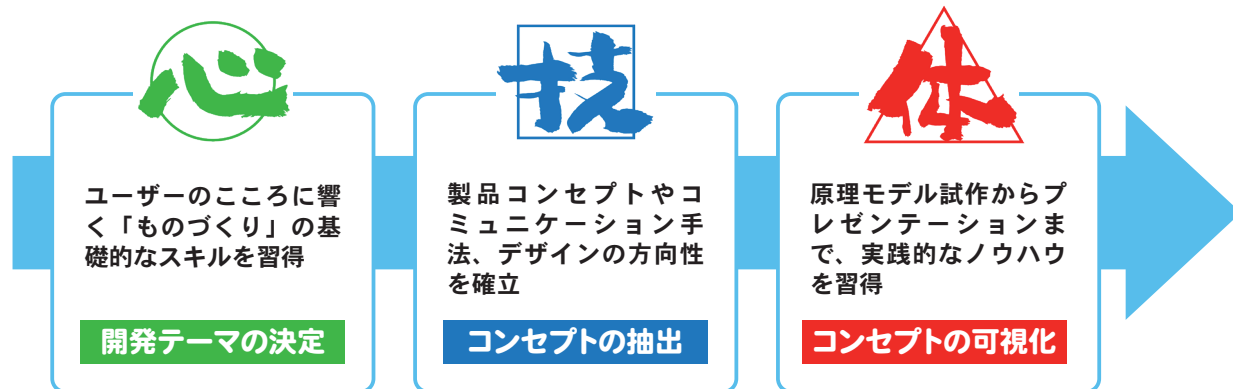 心
ユーザーのこころに響
く「ものづくり」の基
礎的なスキルを習得
開発テーマの決定
技
製品コンセプトやコ
ミュニケーション手
法、デザインの方向性
を確立
コンセプトの抽出
体
原理モデル試作からプ
レゼンテーションま
で、実践的なノウハウ
を習得
コンセプトの可視化